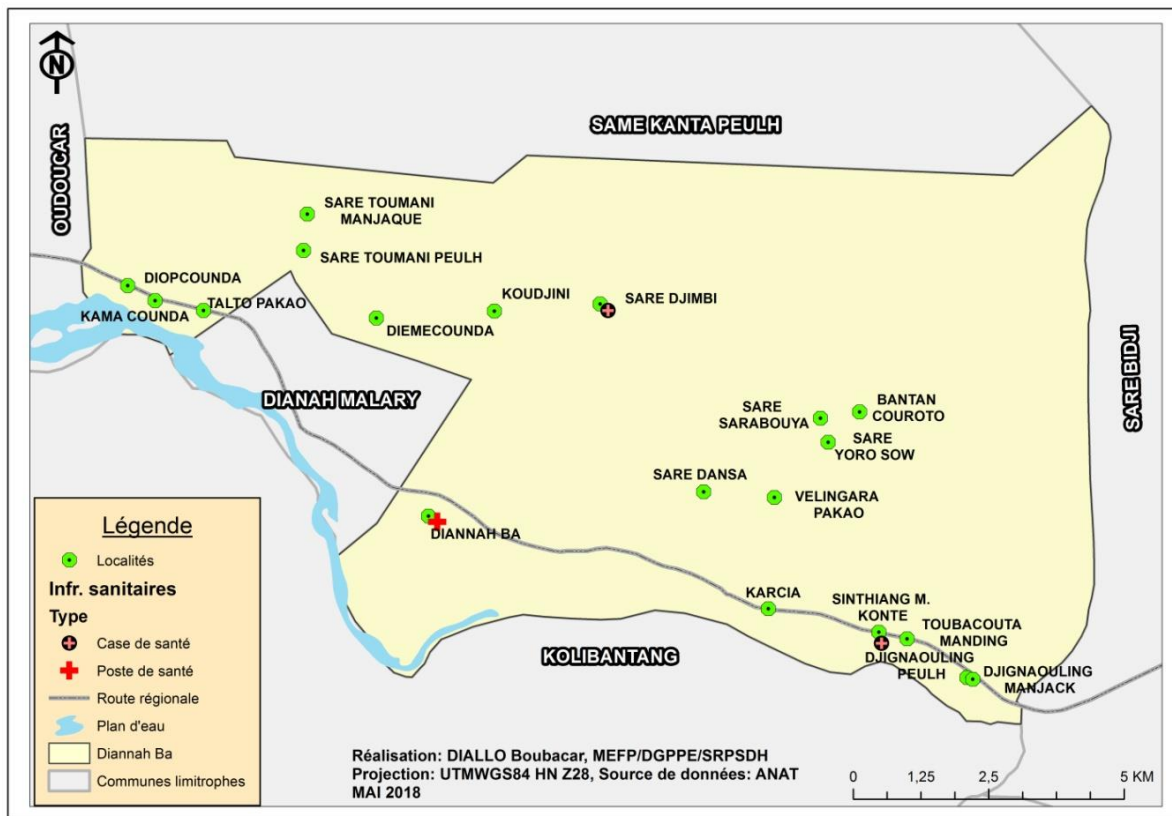 N
OUDOUCAR
SAME KANTA PEULH
SARE BIDJI
SARE TOUMANI
MANJAQUE
SARE TOUMANI PEULH
DIOPCOUNDA
KAMA COUNDA
TALTO PAKAO
KOUDJINI
SARE DJIMBI
DIEMECOUNDA
DIANAH MALARY
SARE
SARABOUYA
BANTAN
COUROTO
SARE
YORO SOW
SARE DANSA
VELINGARA
PAKAO
DIANNAH BA
KARCIA
SINTHIANG M.
KONTE
TOUBACOUTA
MANDING
KOLIBANTANG
DJIGNAOULING
PEULH
DJIGNAOULING
MANJACK
Légende
Localités
Infr. sanitaires
Type
Case de santé
Poste de santé
Route régionale
Plan d'eau
Diannah Ba
Communes limitrophes
Réalisation: DIALLO Boubacar, MEFP/DGPPE/SRPSDH
Projection: UTMWGS84 HN Z28, Source de données: ANAT
MAI 2018
0 1,25 2,5 5 KM